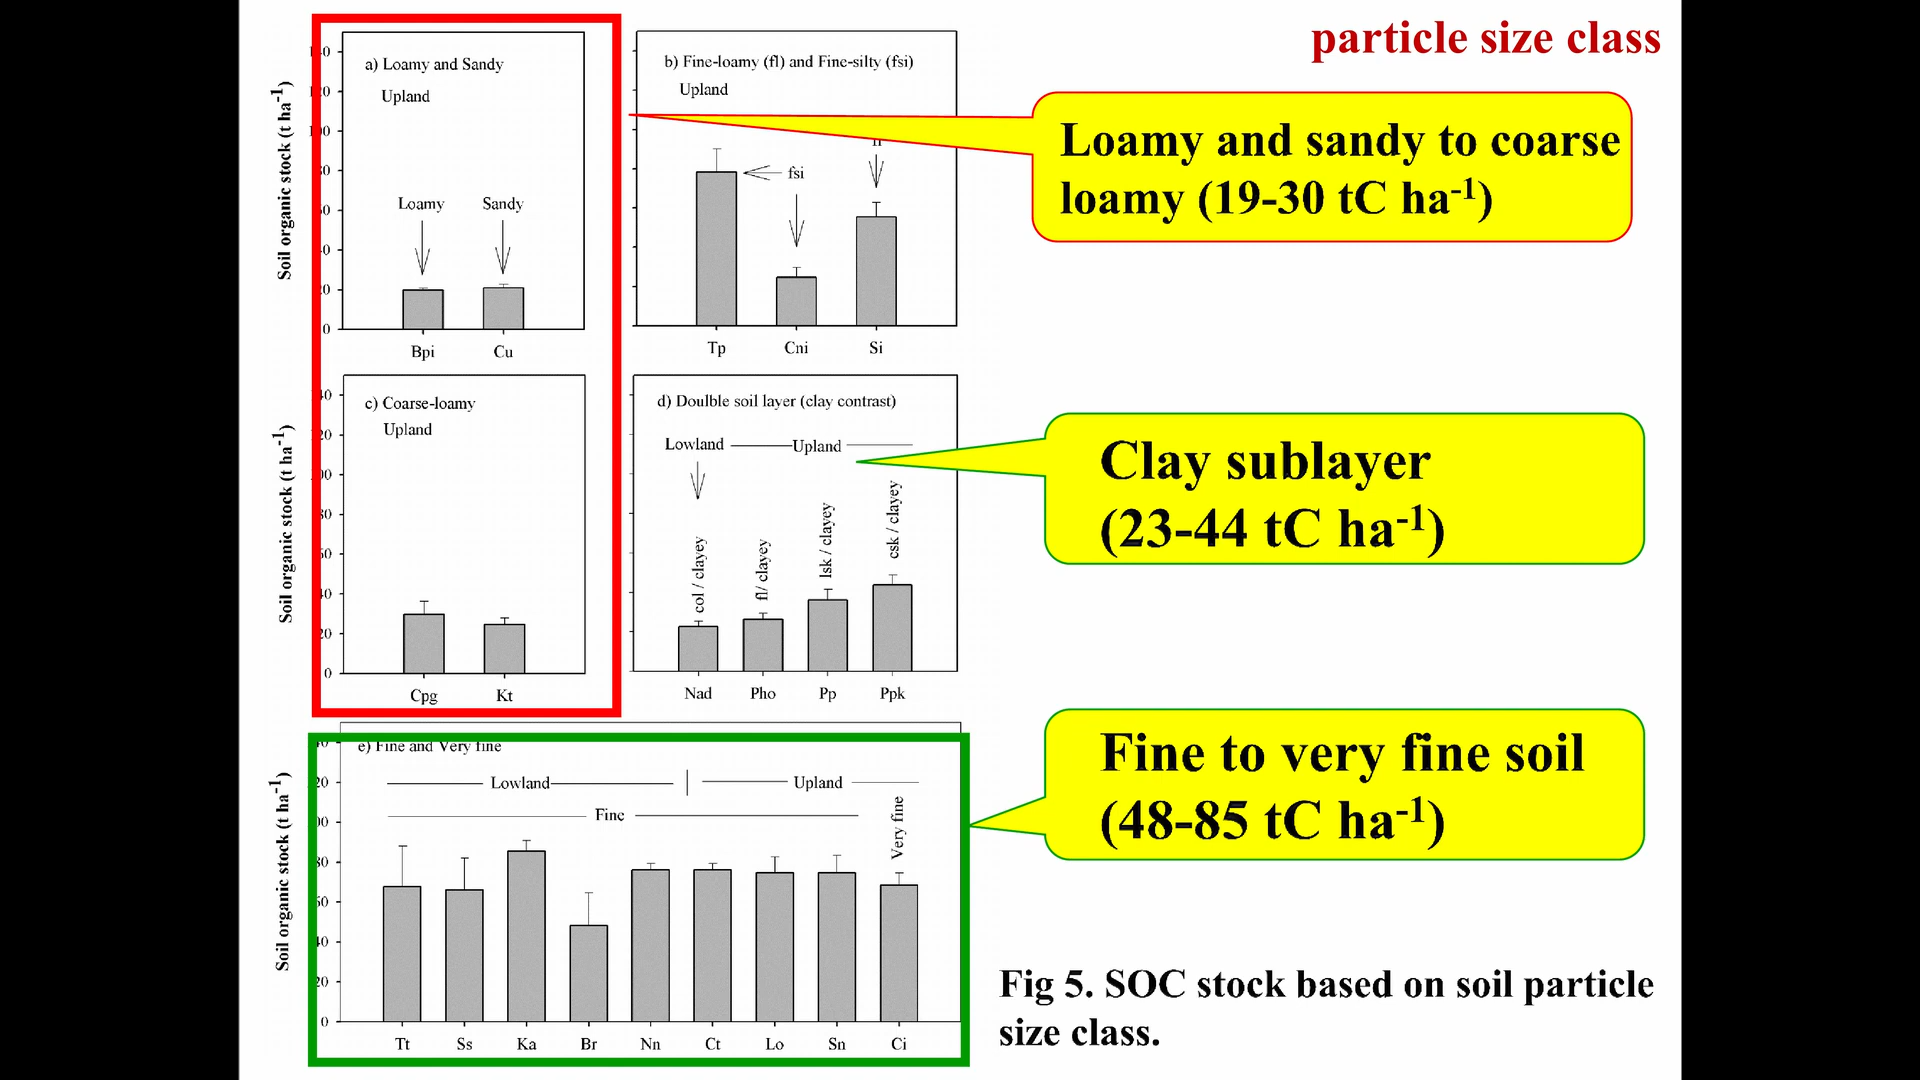 particle size class
a) Loamy and Sandy
Upland
Loamy Sandy
Bpi Cu
Soil organic stock (t ha-1)
b) Fine-loamy (fl) and Fine-silty (fsi)
Upland
fsi
Tp Cni Si
Loamy and sandy to coarse
loamy (19-30 tC ha-1)
c) Coarse-loamy
Upland
0
Cpg Kt
Soil organic stock (t ha-1)
d) Doulble soil layer (clay contrast)
Lowland Upland
col / clayey
fl/ clayey
lsk / clayey
csk / clayey
Nad Pho Pp Ppk
Clay sublayer
(23-44 tC ha-1)
e) Fine and Very fine
Lowland Upland
Fine
Very fine
0
Tt Ss Ka Br Nn Ct Lo Sn Ci
Soil organic stock (t ha-1)
Fine to very fine soil
(48-85 tC ha-1)
Fig 5. SOC stock based on soil particle
size class.